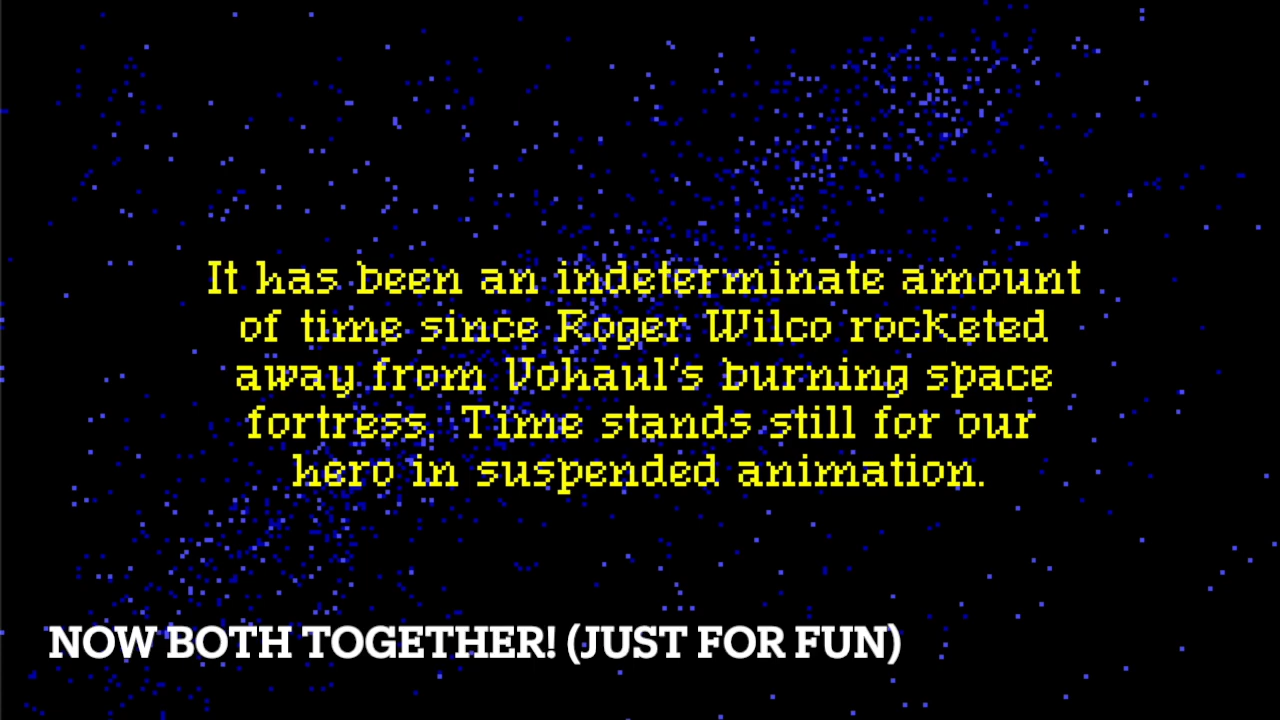 It has been an indeterminate amount
of time since Roger Wilco rocketed
away from Vohaul's burning space
fortress. Time stands still for our
hero in suspended animation.
NOW BOTH TOGETHER! (JUST FOR FUN)